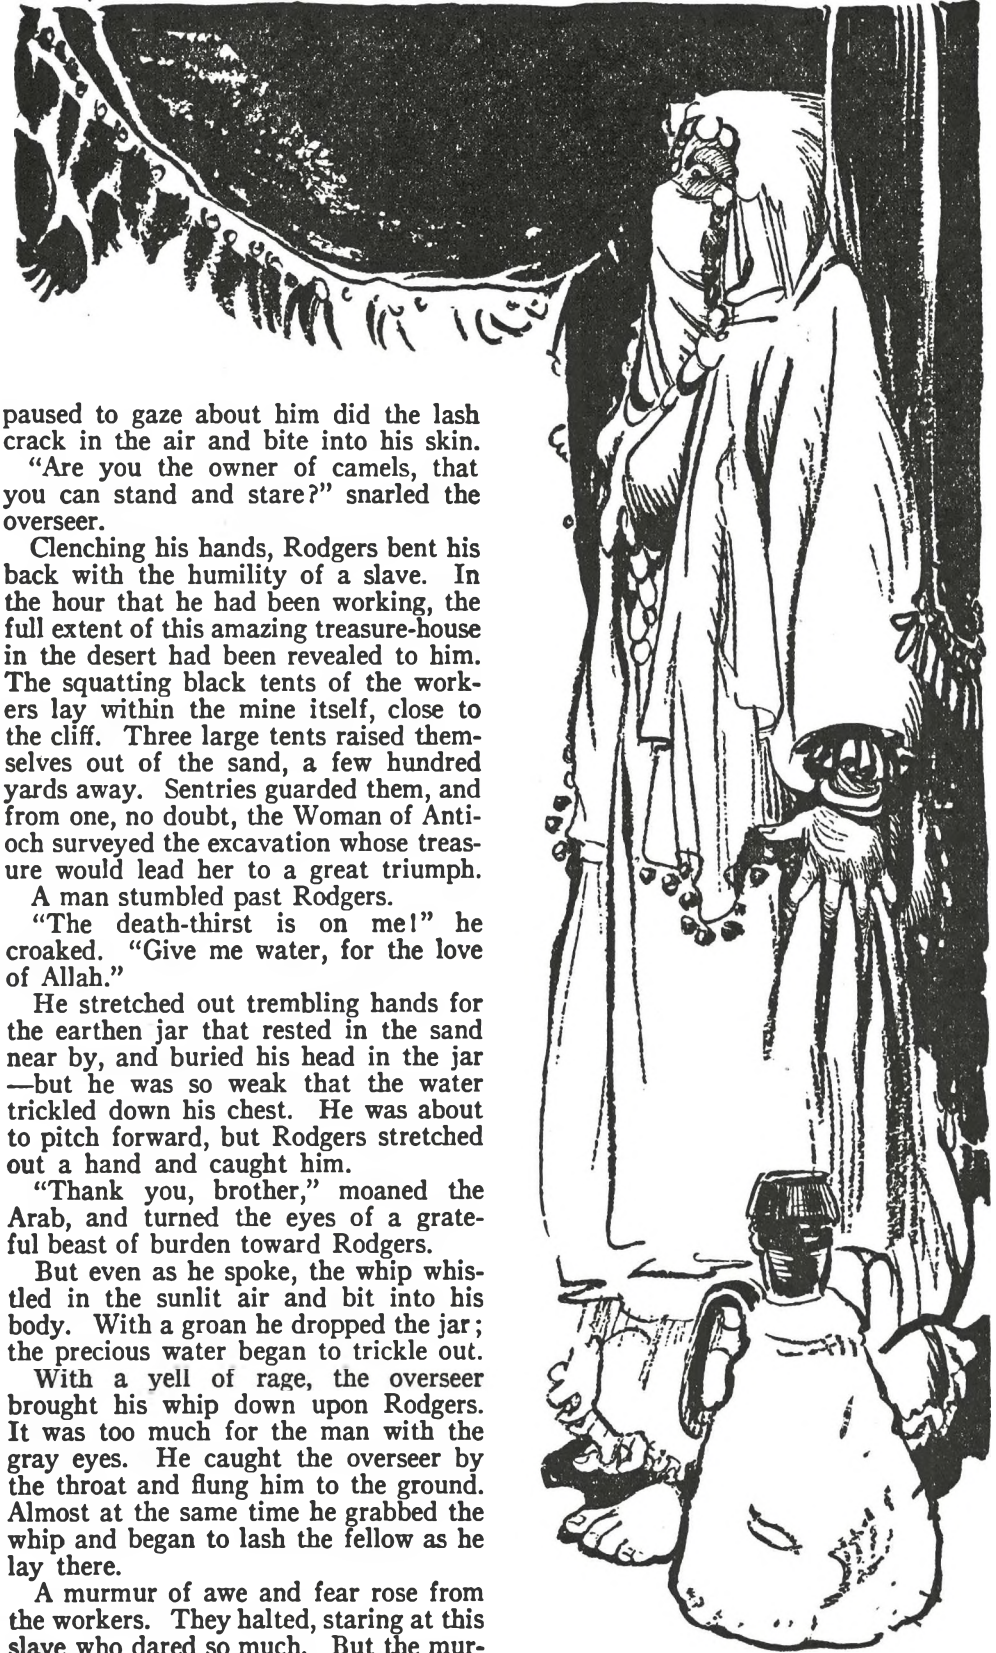 paused to gaze about him did the lash
crack in the air and bite into his skin.
“Are you the owner of camels, that
you can stand and stare?” snarled the
overseer.
Clenching his hands, Rodgers bent his
back with the humility of a slave. In
the hour that he had been working, the
full extent of this amazing treasure-house
in the desert had been revealed to him.
The squatting black tents of the work-
ers lay within the mine itself, close to
the cliff. Three large tents raised them-
selves out of the sand, a few hundred
yards away. Sentries guarded them, and
from one, no doubt, the Woman of Anti-
och surveyed the excavation whose treas-
ure would lead her to a great triumph.
A man stumbled past Rodgers.
“The death-thirst is on me!” he
croaked. “Give me water, for the love
of Allah.”
He stretched out trembling hands for
the earthen jar that rested in the sand
near by, and buried his head in the jar
—but he was so weak that the water
trickled down his chest. He was about
to pitch forward, but Rodgers stretched
out a hand and caught him.
“Thank you, brother,” moaned the
Arab, and turned the eyes of a grate-
ful beast of burden toward Rodgers.
But even as he spoke, the whip whis-
tled in the sunlit air and bit into his
body. With a groan he dropped the jar;
the precious water began to trickle out.
With a yell of rage, the overseer
brought his whip down upon Rodgers.
It was too much for the man with the
gray eyes. He caught the overseer by
the throat and flung him to the ground.
Almost at the same time he grabbed the
whip and began to lash the fellow as he
lay there.
A murmur of awe and fear rose from
the workers. They halted, staring at this
slave who dared so much. But the mur-